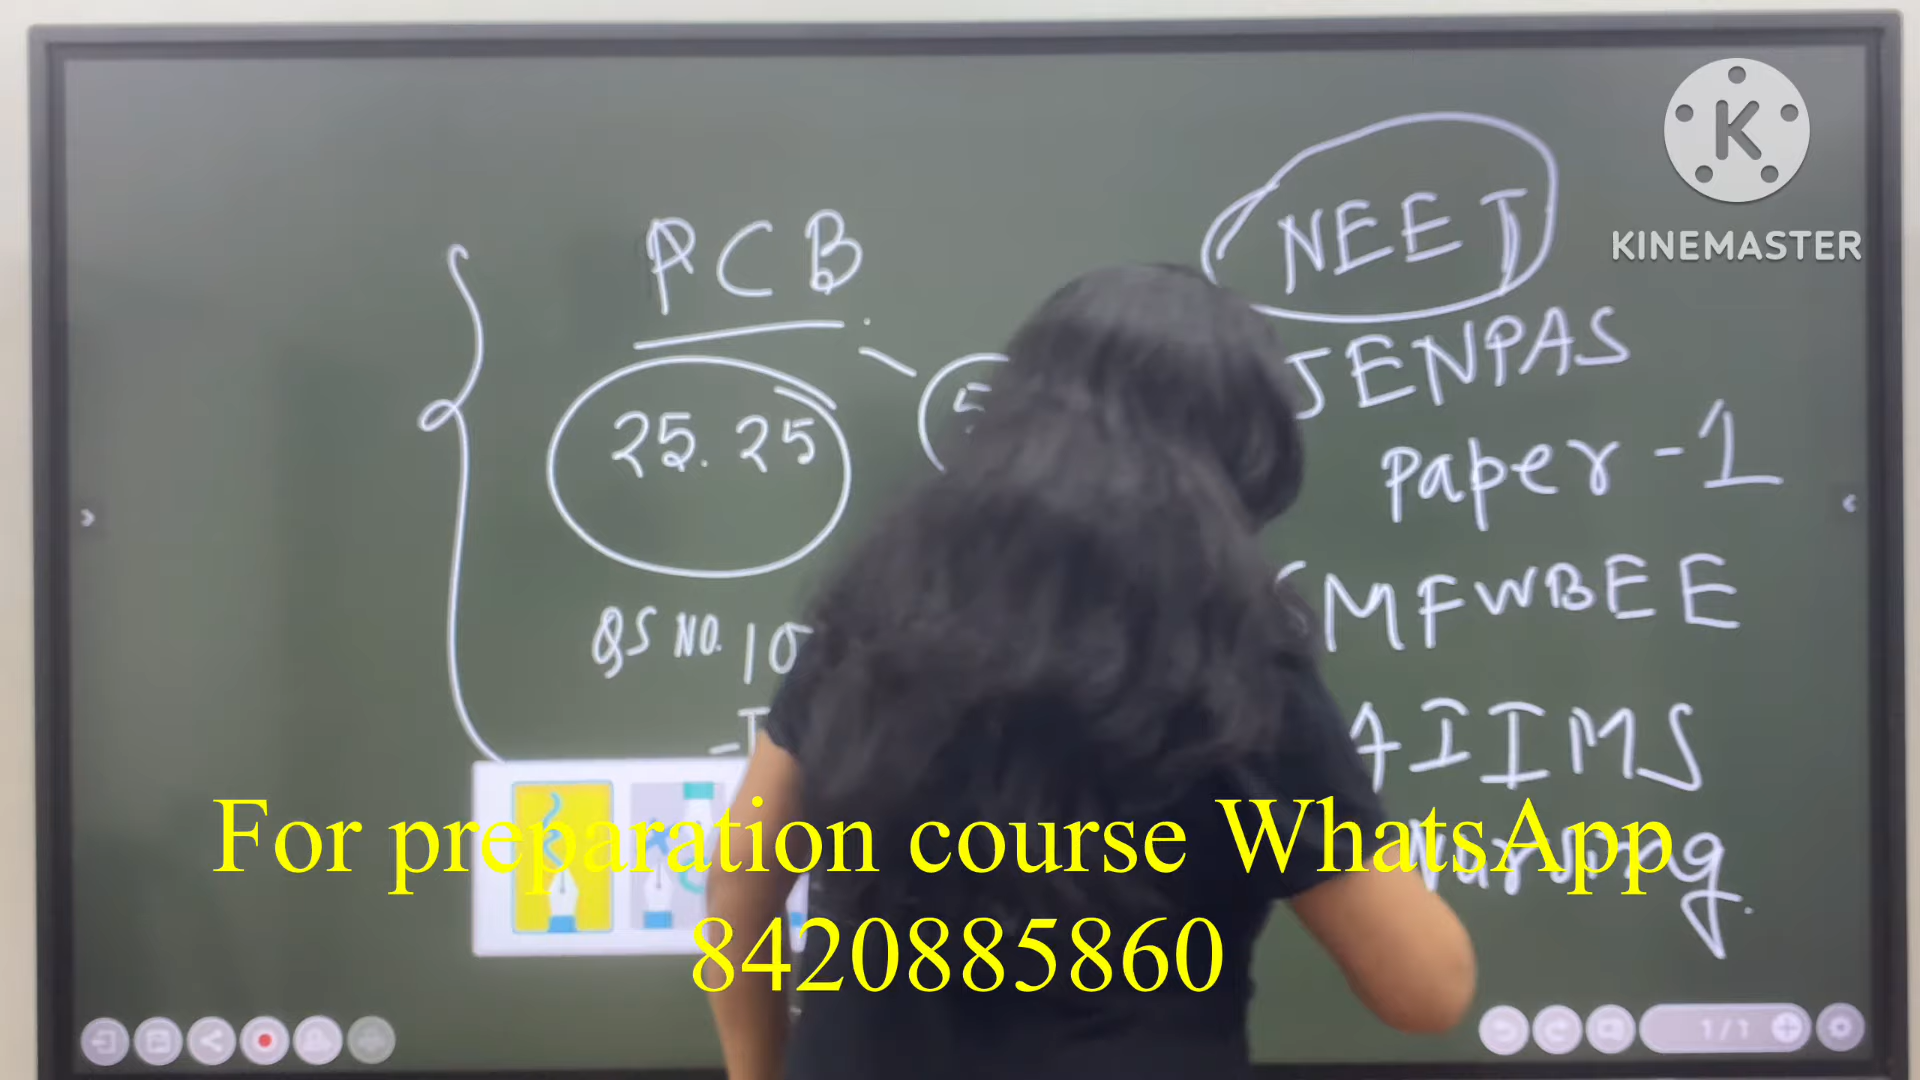 PCB
25. 25
QS NO. 10
NEET
JENPAS
paper-1
MFWBEE
AIIMS
Nursing.
K
KINEMASTER
For preparation course WhatsApp
8420885860
1/1